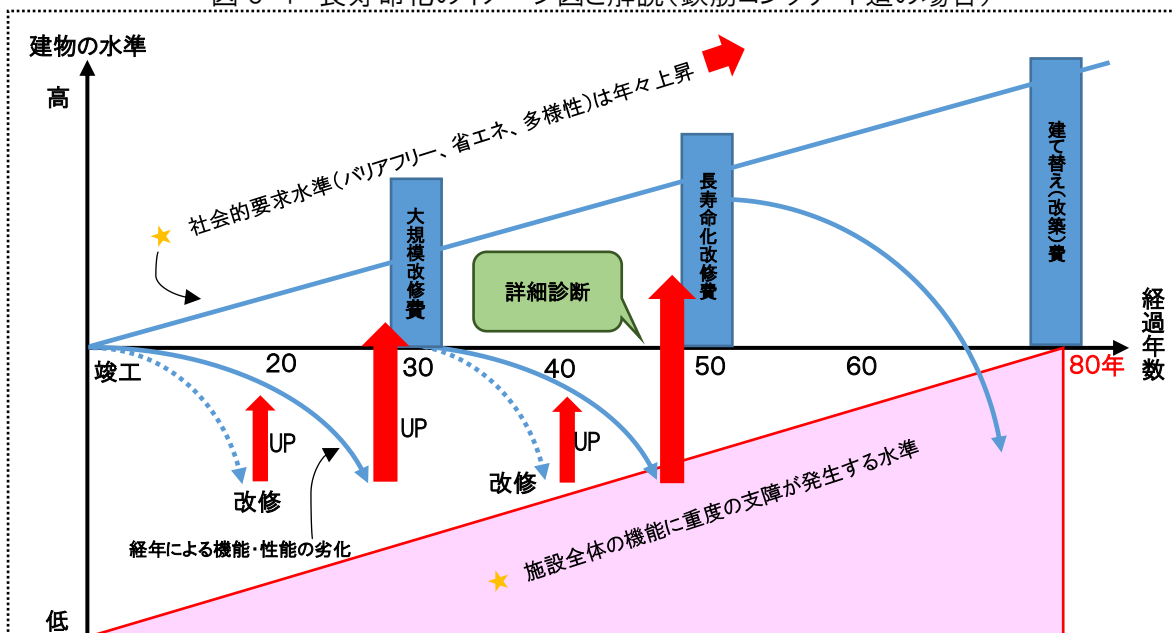 建物の水準
高
社会的要求水準(バリアフリー、省エネ、多様性)は年々上昇
大規模改修費
長寿命化改修費
建て替え(改築)費
詳細診断
経過年数
竣工
20
30
40
50
60
80年
UP
UP
UP
改修
改修
経年による機能・性能の劣化
施設全体の機能に重度の支障が発生する水準
低